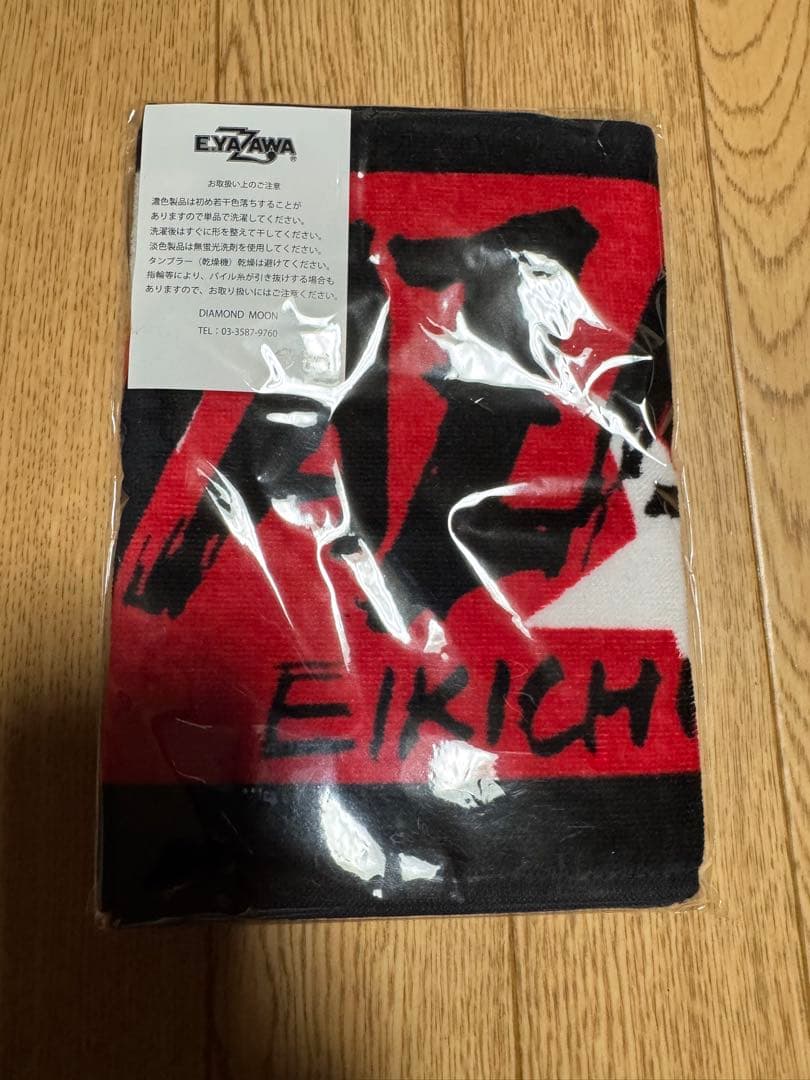 E.YAZAWA®
お取扱い上のご注意
濃色製品は初め若干色落ちすることが
ありますので単品で洗濯してください。
洗濯後はすぐに形を整えて干してください。
淡色製品は無蛍光洗剤を使用してください。
タンブラー（乾燥機）乾燥は避けてください。
指輪等により、パイル糸が引き抜けする場合も
ありますので、お取り扱いにはご注意ください。
DIAMOND MOON
TEL：03-3587-9760
EIKICHI